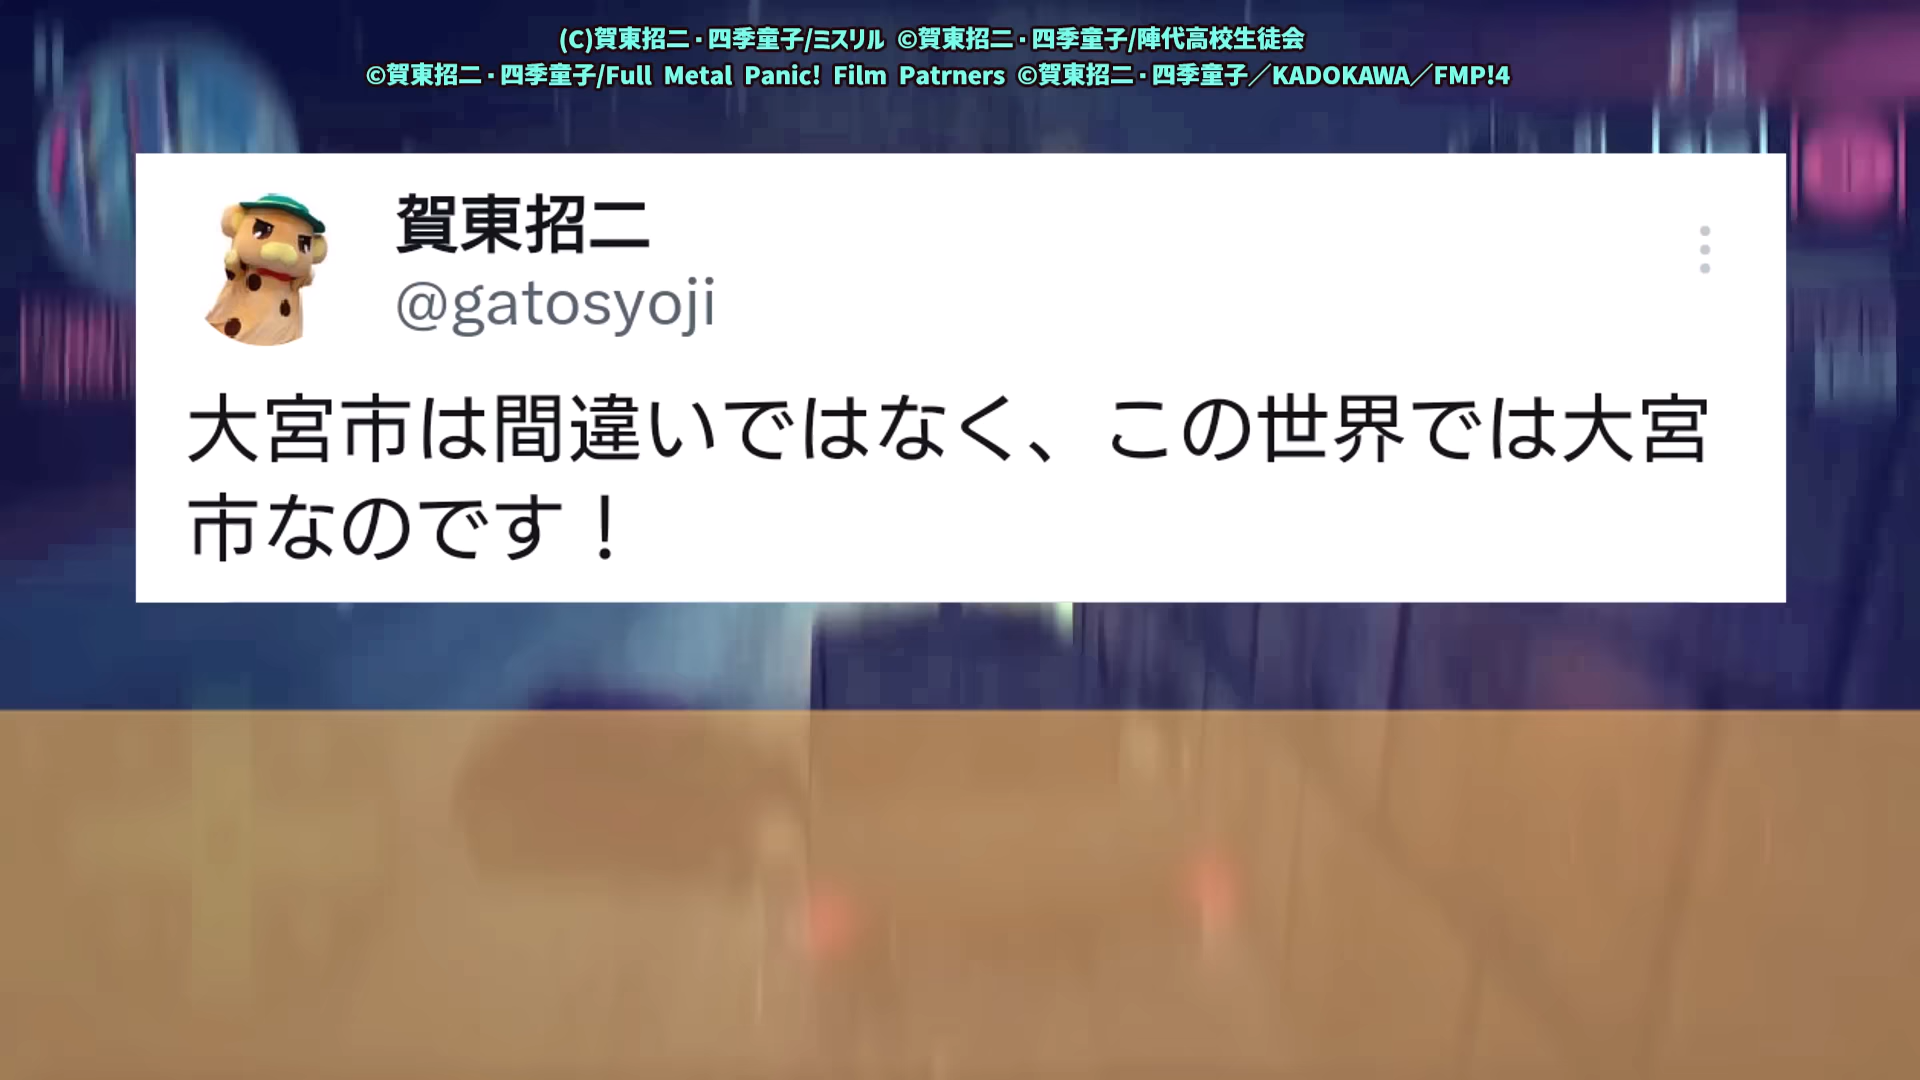 (C)賀東招二・四季童子/ミスリル ©賀東招二・四季童子/陣代高校生徒会
©賀東招二・四季童子/Full Metal Panic! Film Patrners ©賀東招二・四季童子／KADOKAWA／FMP!4
賀東招二
@gatosyoji
大宮市は間違いではなく、この世界では大宮
市なのです！